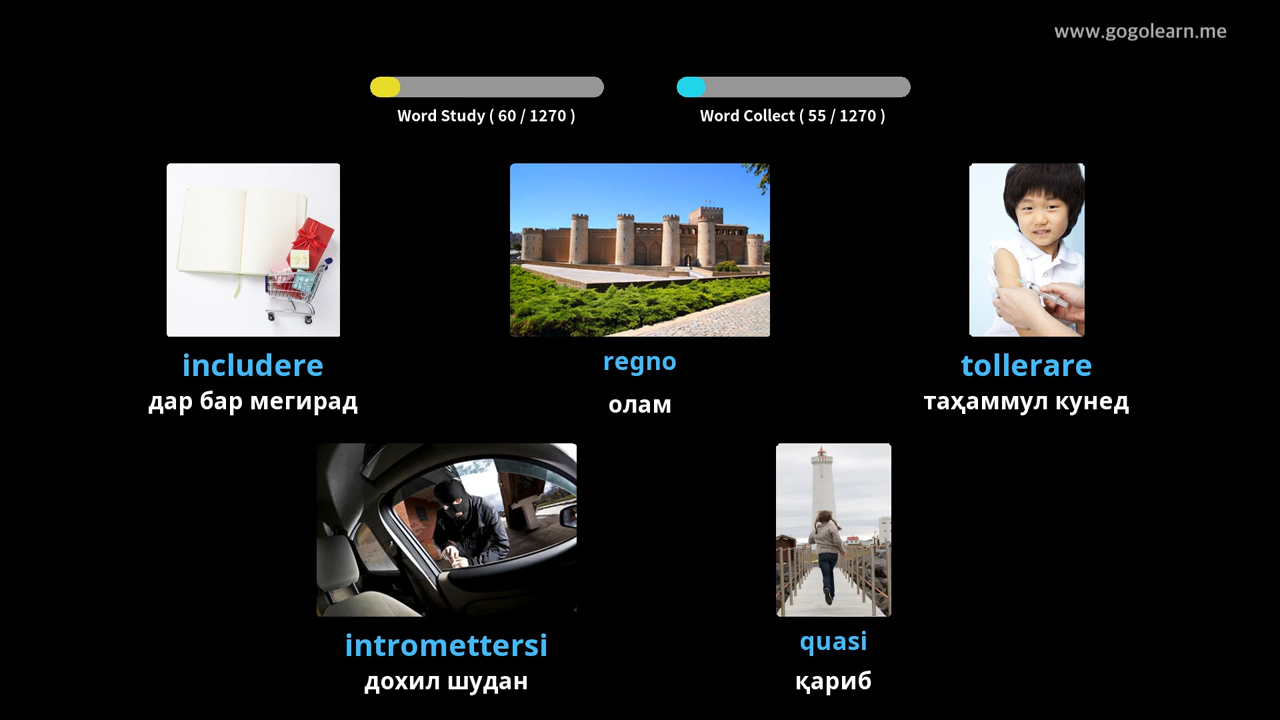 www.gogolearn.me
Word Study ( 60 / 1270 )
Word Collect ( 55 / 1270 )
includere
дар бар мегирад
regno
олам
tollerare
таҳаммул кунед
intromettersi
дохил шудан
quasi
қариб